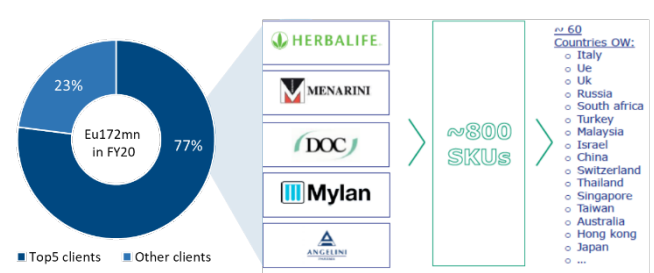 23%
Eu172mn
in FY20
77%
Top5 clients
Other clients
HERBALIFE.
MENARINI
DOC
Mylan
ANGELINI
~800
SKUs
~ 60
Countries OW:
Italy
Ue
Uk
Russia
South africa
Turkey
Malaysia
Israel
China
Switzerland
Thailand
Singapore
Taiwan
Australia
Hong kong
Japan
...